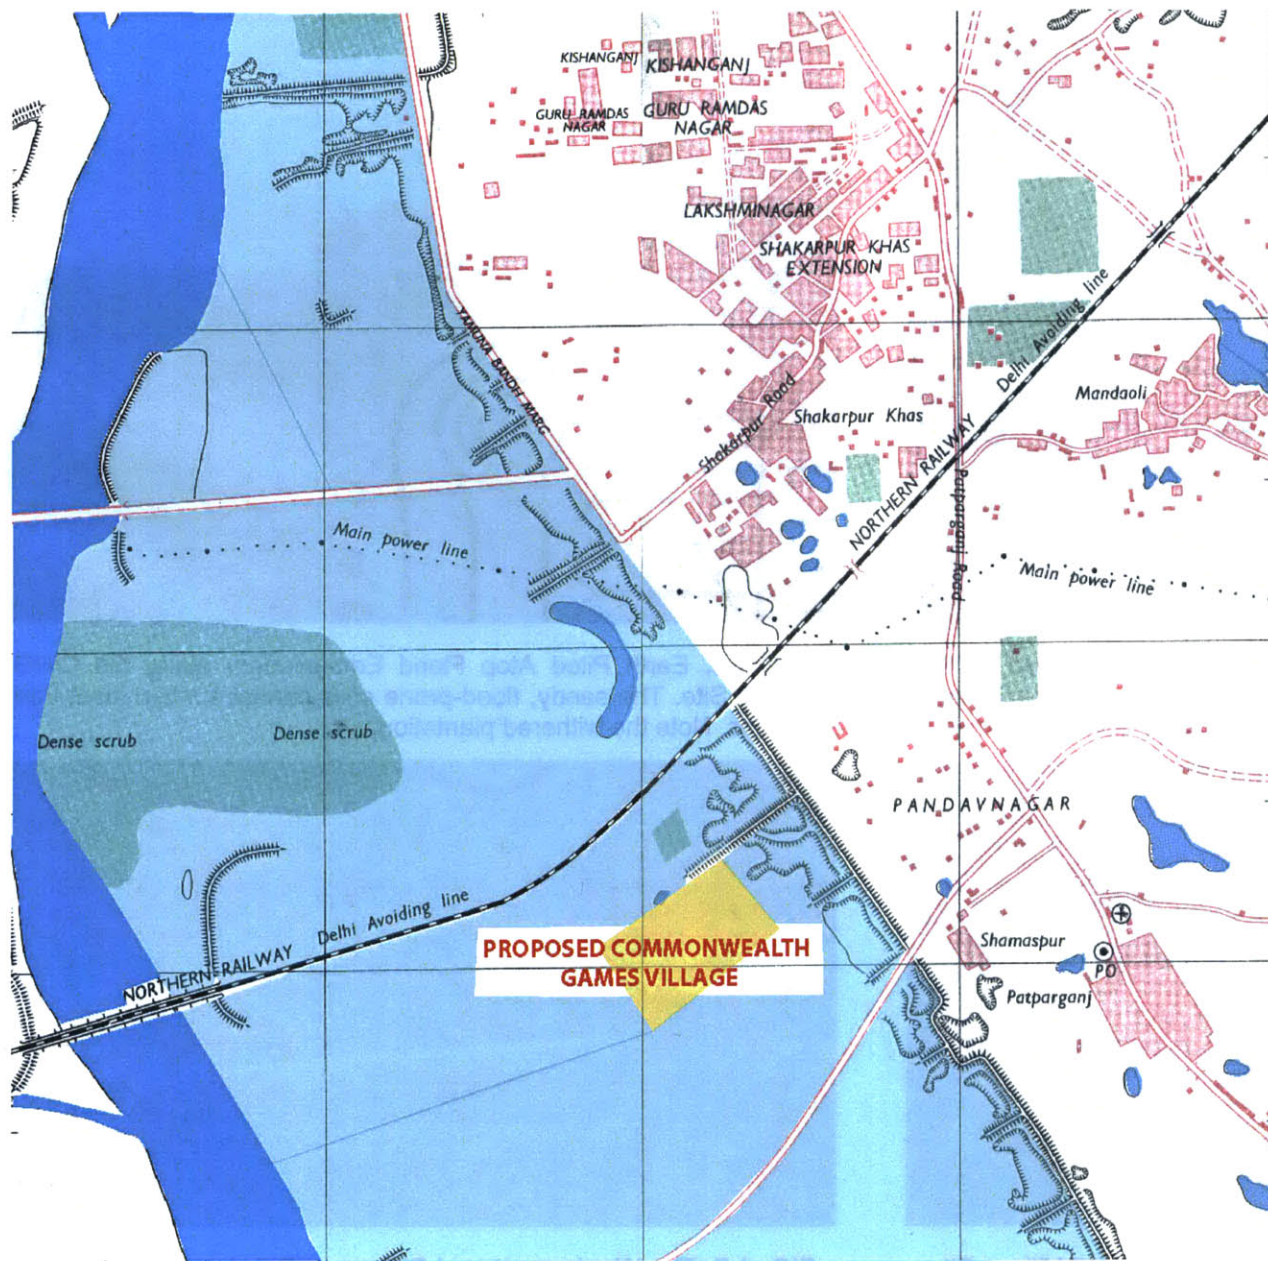 KISHANGANJ
KISHANGANJ
GURU RAMDAS
NAGAR
GURU RAMDAS
NAGAR
LAKSHMINAGAR
SHAKARPUR KHAS
EXTENSION
YAMUNA BANDH MARG
Delhi Avoiding line
Mandaoli
Shakarpur Road
Shakarpur Khas
NORTHERN RAILWAY
Patparganj Road
Main power line
Main power line
Dense scrub
Dense scrub
PANDAVNAGAR
Delhi Avoiding line
NORTHERN RAILWAY
PROPOSED COMMONWEALTH
GAMES VILLAGE
Shamaspur
PO
Patparganj